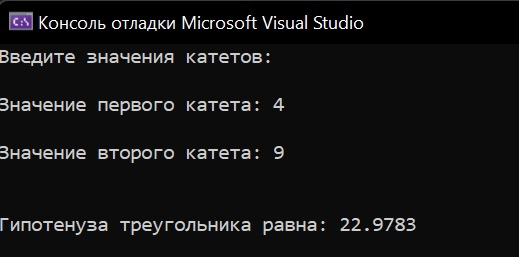 C:\ Консоль отладки Microsoft Visual Studio
Введите значения катетов:
Значение первого катета: 4
Значение второго катета: 9
Гипотенуза треугольника равна: 22.9783